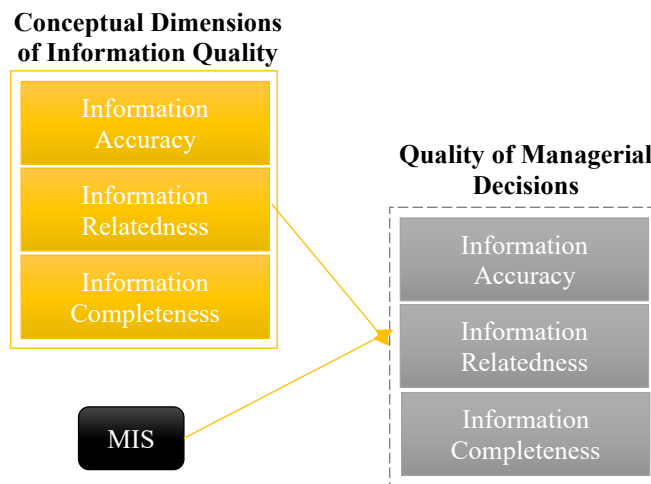 Conceptual Dimensions
of Information Quality
Information
Accuracy
Information
Relatedness
Information
Completeness
MIS
Quality of Managerial
Decisions
Information
Accuracy
Information
Relatedness
Information
Completeness